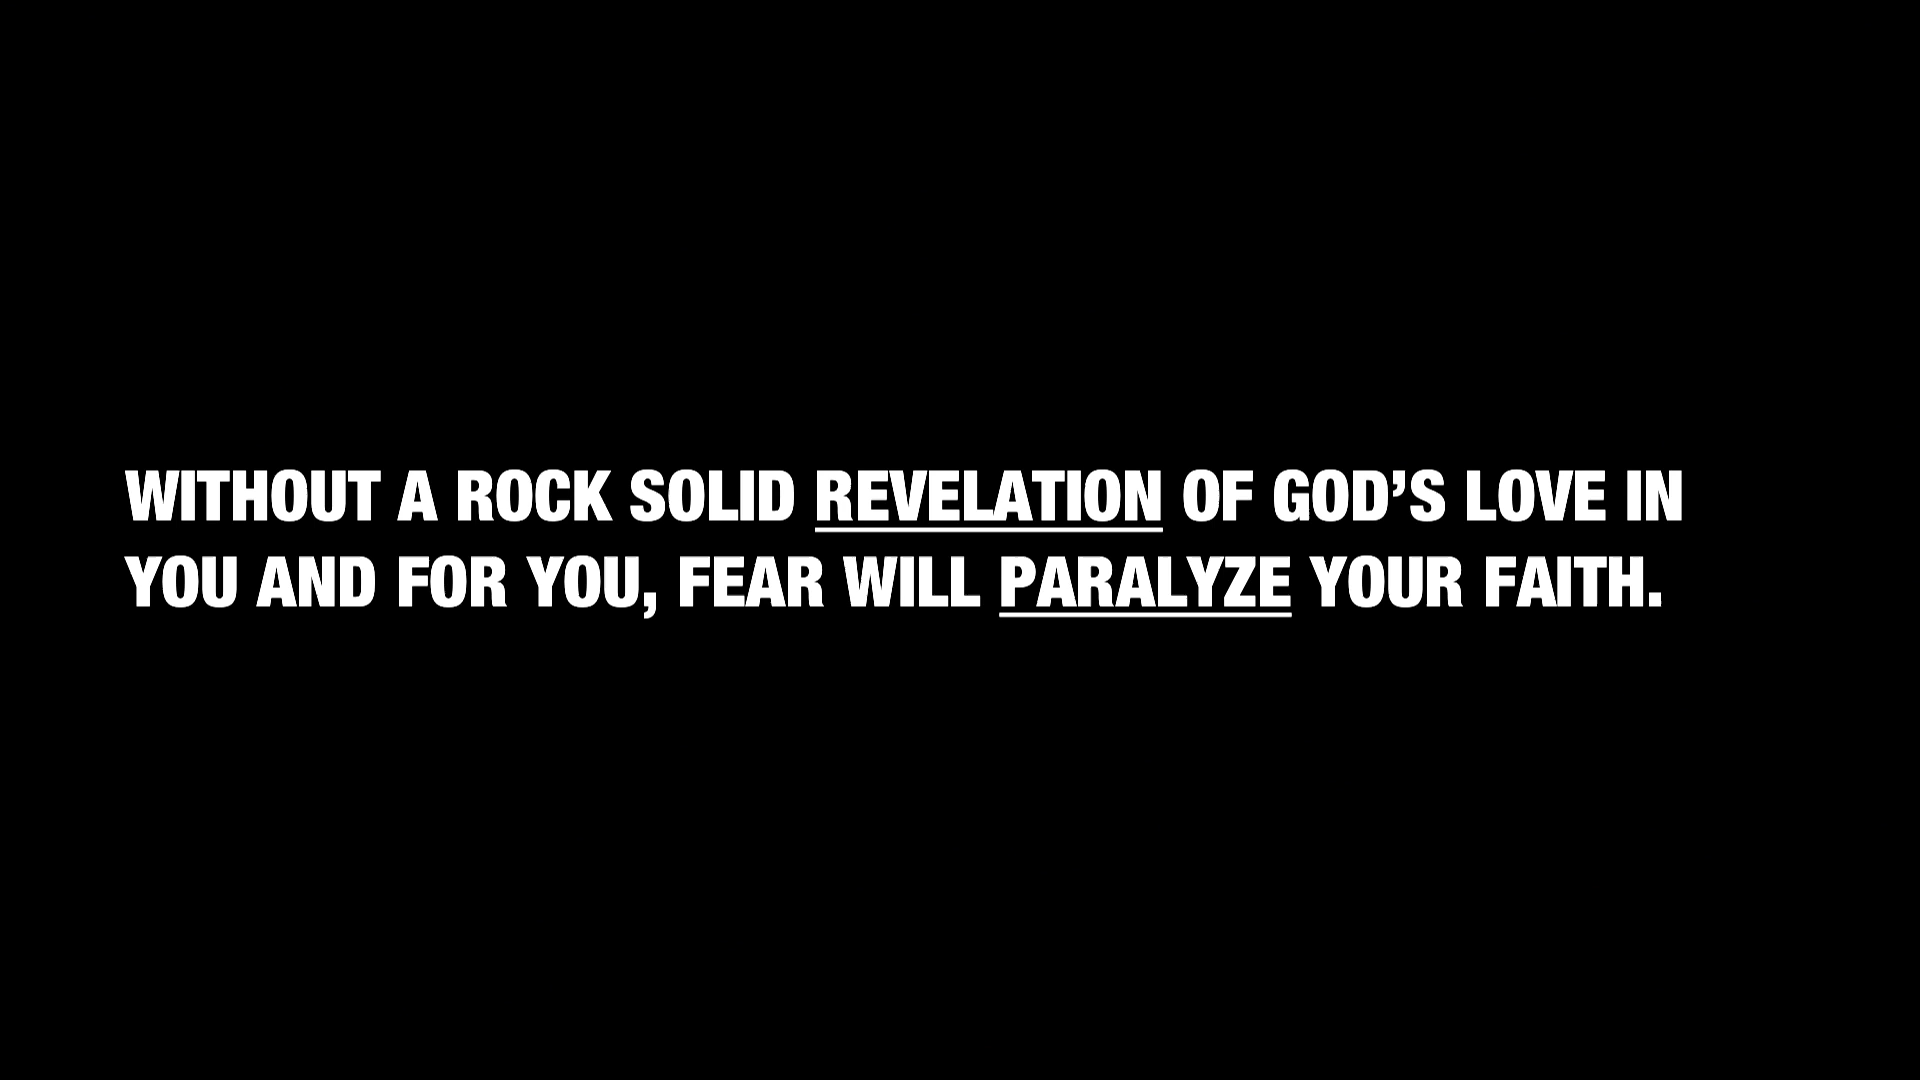 WITHOUT A ROCK SOLID REVELATION OF GOD’S LOVE IN
YOU AND FOR YOU, FEAR WILL PARALYZE YOUR FAITH.